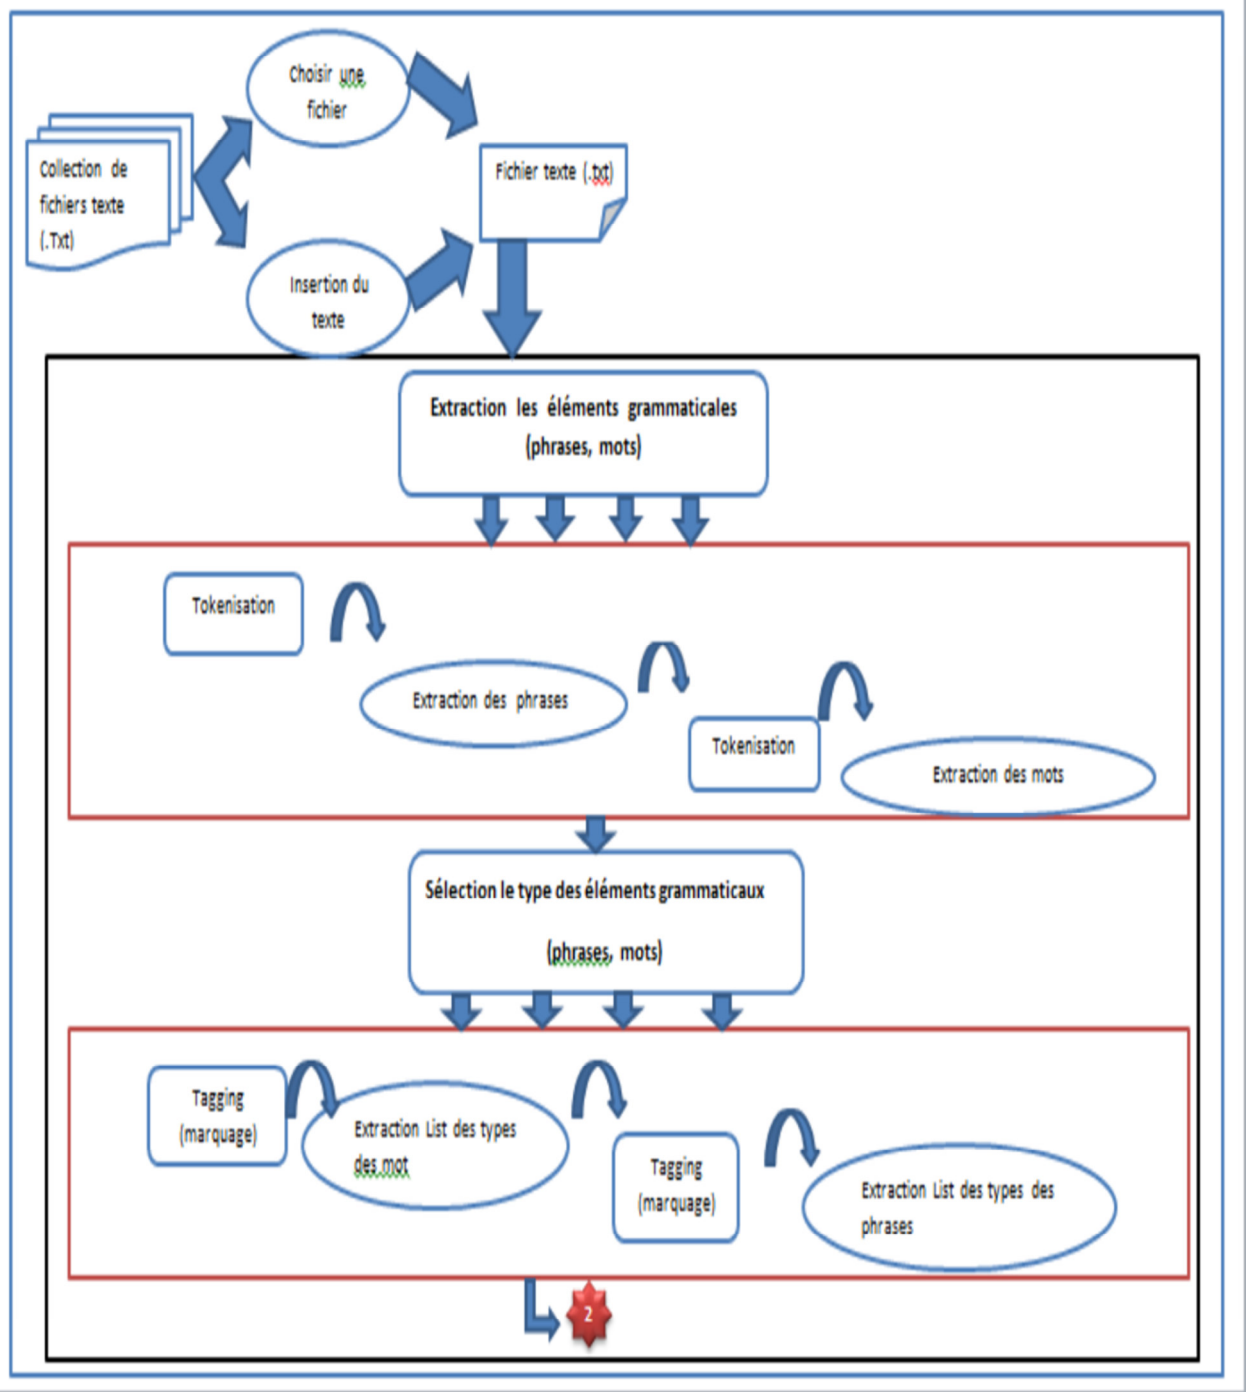 Choisir une
fichier
Collection de
fichiers texte
(.Txt)
Fichier texte (.txt)
Insertion du
texte
Extraction les éléments grammaticales
(phrases, mots)
Tokenisation
Extraction des phrases
Tokenisation
Extraction des mots
Sélection le type des éléments grammaticaux
(phrases, mots)
Tagging
(marquage)
Extraction List des types
des mot
Tagging
(marquage)
Extraction List des types des
phrases
2